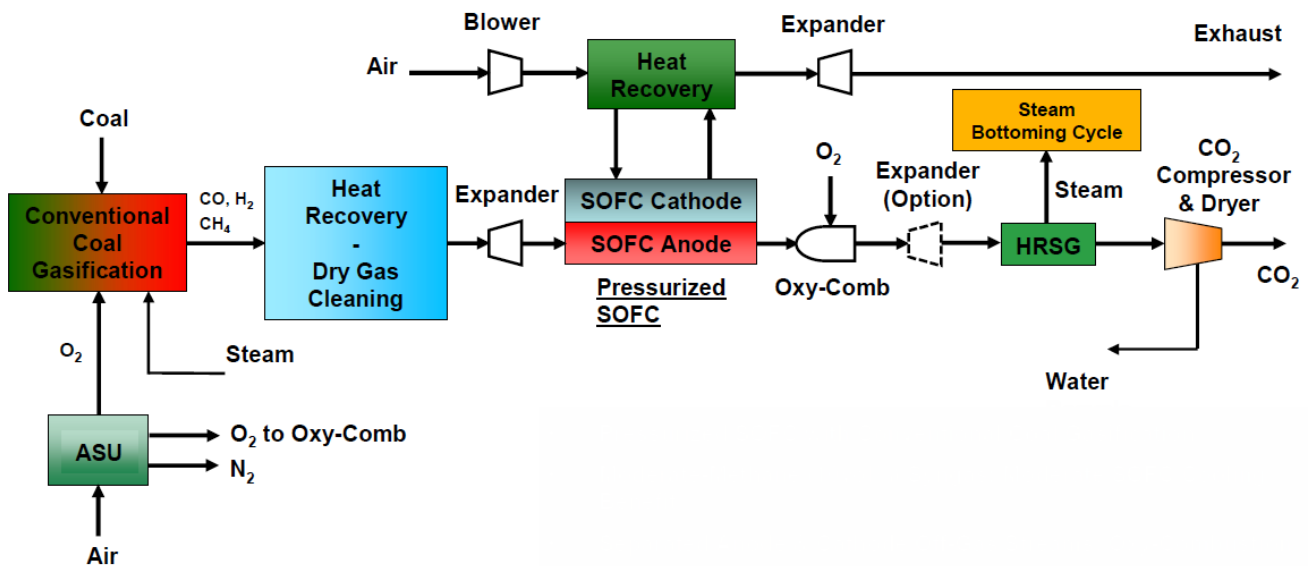 Blower
Expander
Exhaust
Air
Heat
Recovery
Coal
Steam
Bottoming Cycle
CO2
Compressor
& Dryer
O2
Expander
(Option)
Steam
CO, H2
CH4
Heat
Recovery
-
Dry Gas
Cleaning
Expander
SOFC Cathode
SOFC Anode
Conventional
Coal
Gasification
HRSG
Oxy-Comb
CO2
Pressurized
SOFC
O2
Steam
Water
ASU
O2 to Oxy-Comb
N2
Air